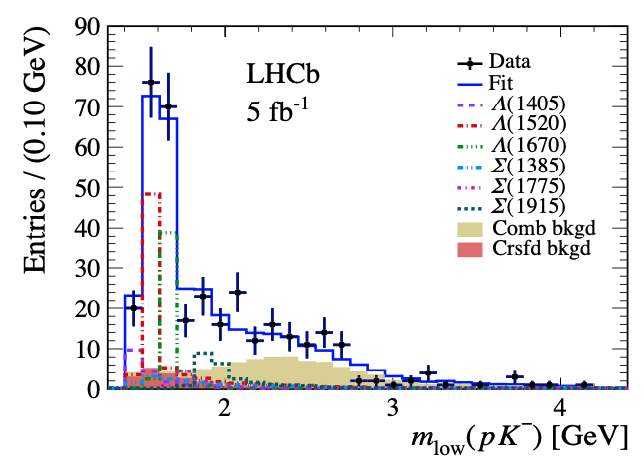 90
80
70
60
50
40
30
20
10
0
Entries / (0.10 GeV)
LHCb
5 fb⁻¹
Data
Fit
Λ(1405)
Λ(1520)
Λ(1670)
Σ(1385)
Σ(1775)
Σ(1915)
Comb bkgd
Crsfd bkgd
2 3 4
m_low(pK⁻) [GeV]